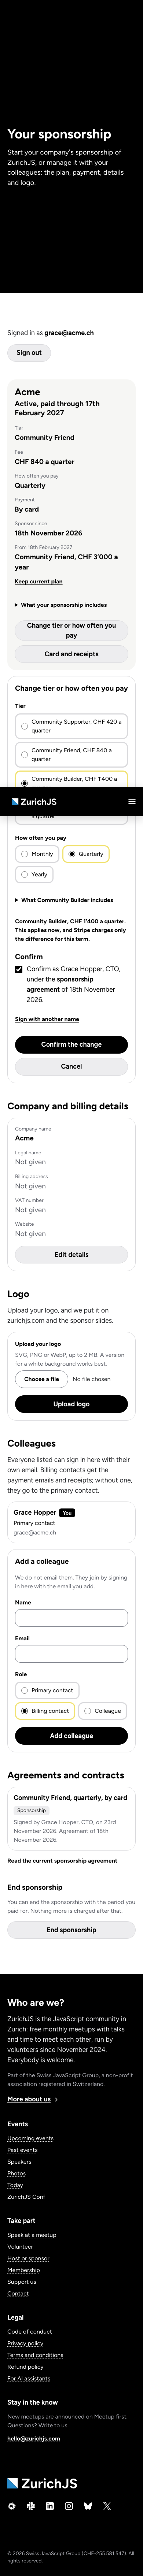 Your sponsorship
Start your company's sponsorship of
ZurichJS, or manage it with your
colleagues: the plan, payment, details
and logo.
Signed in as grace@acme.ch
Sign out
Acme
Active, paid through 17th
February 2027
Tier
Community Friend
Fee
CHF 840 a quarter
How often you pay
Quarterly
Payment
By card
Sponsor since
18th November 2026
From 18th February 2027
Community Friend, CHF 3'000 a
year
Keep current plan
What your sponsorship includes
Change tier or how often you
pay
Card and receipts
Change tier or how often you pay
Tier
Community Supporter, CHF 420 a
quarter
Community Friend, CHF 840 a
quarter
Community Builder, CHF 1'400 a
ZurichJS
a quarter
How often you pay
Monthly
Quarterly
Yearly
What Community Builder includes
Community Builder, CHF 1'400 a quarter.
This applies now, and Stripe charges only
the difference for this term.
Confirm
Confirm as Grace Hopper, CTO,
under the sponsorship
agreement of 18th November
2026.
Sign with another name
Confirm the change
Cancel
Company and billing details
Company name
Acme
Legal name
Not given
Billing address
Not given
VAT number
Not given
Website
Not given
Edit details
Logo
Upload your logo, and we put it on
zurichjs.com and the sponsor slides.
Upload your logo
SVG, PNG or WebP, up to 2 MB. A version
for a white background works best.
Choose a file
No file chosen
Upload logo
Colleagues
Everyone listed can sign in here with their
own email. Billing contacts get the
payment emails and receipts; without one,
they go to the primary contact.
Grace Hopper You
Primary contact
grace@acme.ch
Add a colleague
We do not email them. They join by signing
in here with the email you add.
Name
Email
Role
Primary contact
Billing contact
Colleague
Add colleague
Agreements and contracts
Community Friend, quarterly, by card
Sponsorship
Signed by Grace Hopper, CTO, on 23rd
November 2026. Agreement of 18th
November 2026.
Read the current sponsorship agreement
End sponsorship
You can end the sponsorship with the period you
paid for. Nothing more is charged after that.
End sponsorship
Who are we?
ZurichJS is the JavaScript community in
Zurich: free monthly meetups with talks
and time to meet each other, run by
volunteers since November 2024.
Everybody is welcome.
Part of the Swiss JavaScript Group, a non-profit
association registered in Switzerland.
More about us
Events
Upcoming events
Past events
Speakers
Photos
Today
ZurichJS Conf
Take part
Speak at a meetup
Volunteer
Host or sponsor
Membership
Support us
Contact
Legal
Code of conduct
Privacy policy
Terms and conditions
Refund policy
For AI assistants
Stay in the know
New meetups are announced on Meetup first.
Questions? Write to us.
hello@zurichjs.com
ZurichJS
© 2026 Swiss JavaScript Group (CHE-255.581.547). All
rights reserved.